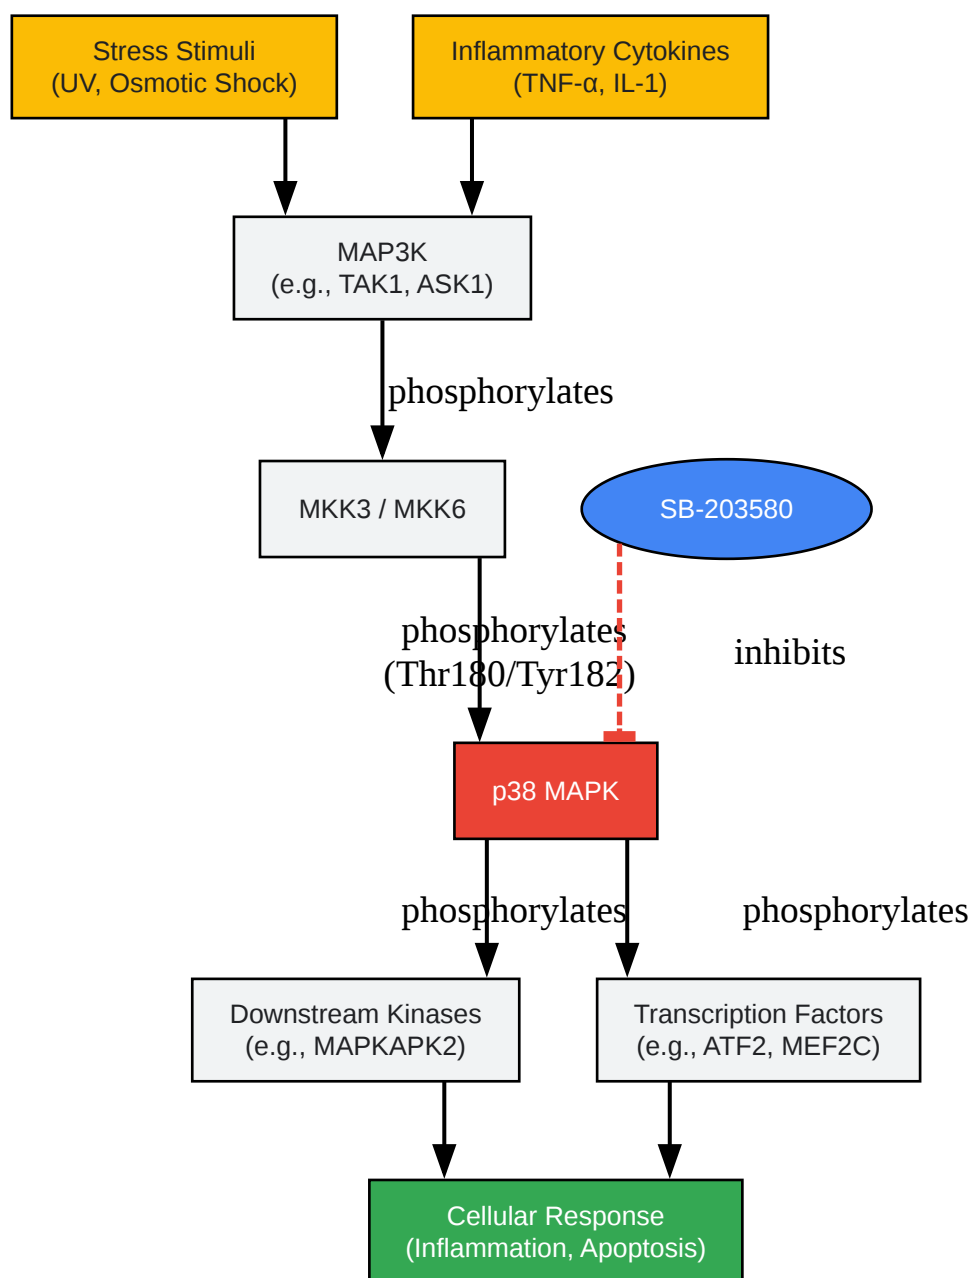 Stress Stimuli
(UV, Osmotic Shock)
Inflammatory Cytokines
(TNF-α, IL-1)
MAP3K
(e.g., TAK1, ASK1)
phosphorylates
MKK3 / MKK6
SB-203580
phosphorylates
(Thr180/Tyr182)
inhibits
p38 MAPK
phosphorylates
phosphorylates
Downstream Kinases
(e.g., MAPKAPK2)
Transcription Factors
(e.g., ATF2, MEF2C)
Cellular Response
(Inflammation, Apoptosis)